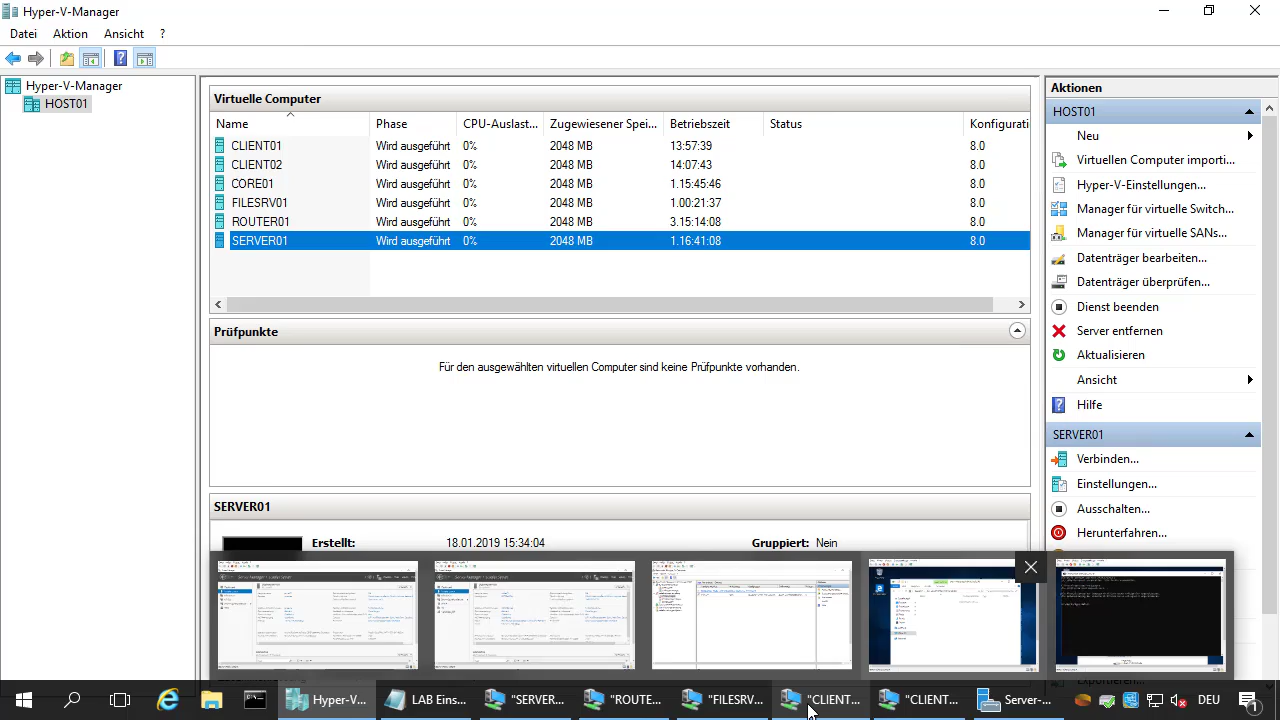 Hyper-V-Manager
Datei Aktion Ansicht ?
Hyper-V-Manager
HOST01
Virtuelle Computer
Name Phase CPU-Auslast... Zugewiesener Spei... Betriebszeit Status Konfigurati
CLIENT01 Wird ausgeführt 0% 2048 MB 13:57:39 8.0
CLIENT02 Wird ausgeführt 0% 2048 MB 14:07:43 8.0
CORE01 Wird ausgeführt 0% 2048 MB 1.15:45:46 8.0
FILESRV01 Wird ausgeführt 0% 2048 MB 1.00:21:37 8.0
ROUTER01 Wird ausgeführt 0% 2048 MB 3.15:14:08 8.0
SERVER01 Wird ausgeführt 0% 2048 MB 1.16:41:08 8.0
Prüfpunkte
Für den ausgewählten virtuellen Computer sind keine Prüfpunkte vorhanden.
SERVER01
Erstellt: 18.01.2019 15:34:04 Gruppiert: Nein
Aktionen
HOST01
Neu
Virtuellen Computer importi...
Hyper-V-Einstellungen...
Manager für virtuelle Switch...
Manager für virtuelle SANs...
Datenträger bearbeiten...
Datenträger überprüfen...
Dienst beenden
Server entfernen
Aktualisieren
Ansicht
Hilfe
SERVER01
Verbinden...
Einstellungen...
Ausschalten...
Herunterfahren...
Hyper-V... LAB Ins... "SERVER... "ROUTE... "FILESRV... "CLIENT... "CLIENT... Server-... DEU 1